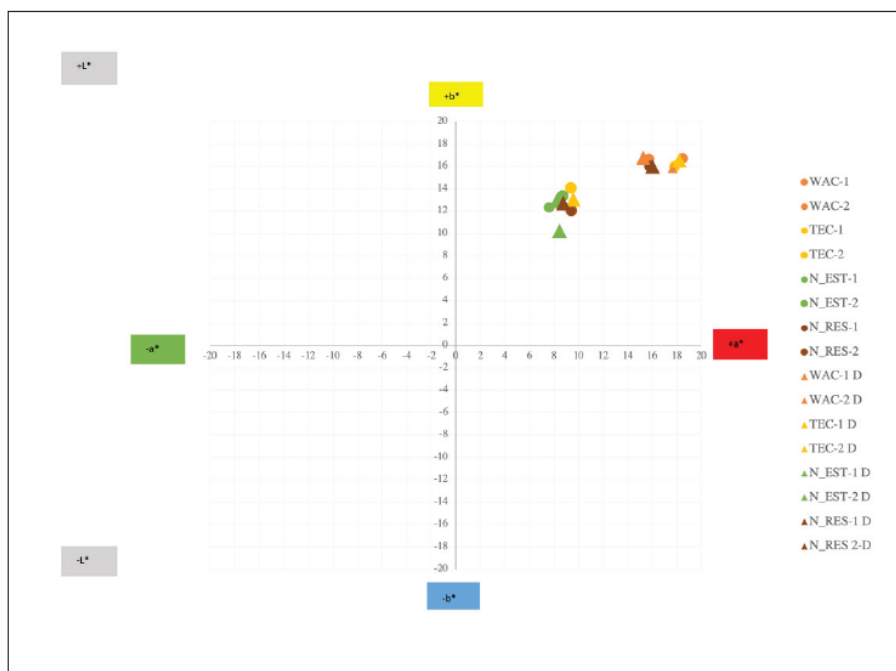 +L*
+b*
20
18
16
14
12
10
8
6
4
2
0
-a*
+a*
-20 -18 -16 -14 -12 -10 -8 -6 -4 -2 0 2 4 6 8 10 12 14 16 18 20
-2
-4
-6
-8
-10
-12
-14
-16
-18
-20
-L*
-b*
WAC-1
WAC-2
TEC-1
TEC-2
N_EST-1
N_EST-2
N_RES-1
N_RES-2
WAC-1 D
WAC-2 D
TEC-1 D
TEC-2 D
N_EST-1 D
N_EST-2 D
N_RES-1 D
N_RES 2-D